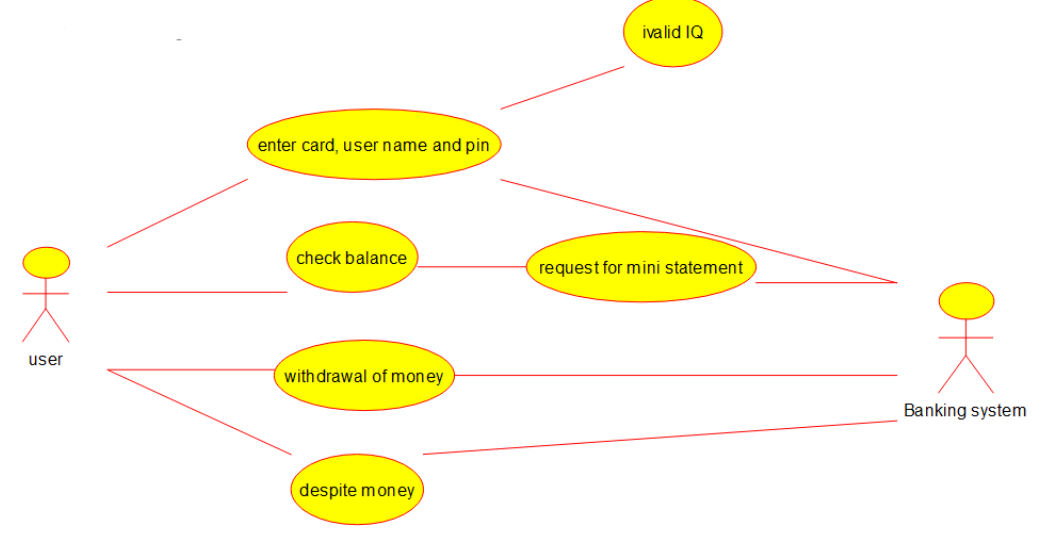 ivalid IQ
enter card, user name and pin
check balance
request for mini statement
user
withdrawal of money
Banking system
despite money